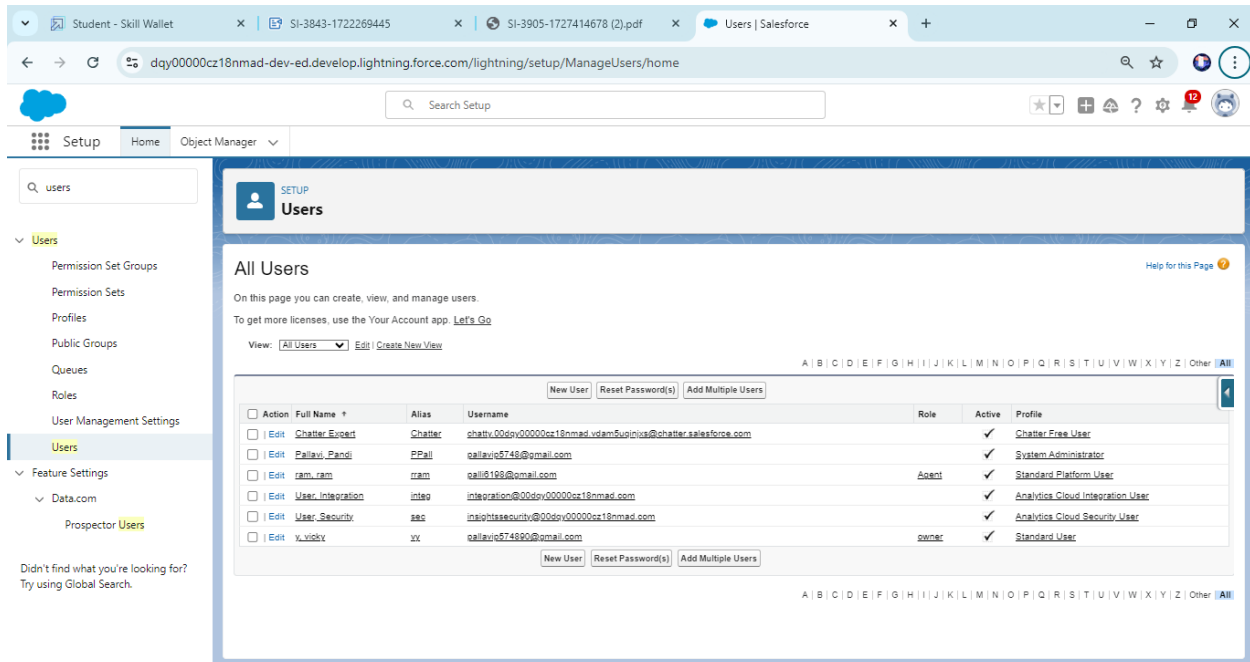 Student - Skill Wallet
SI-3843-1722269445
SI-3905-1727414678 (2).pdf
Users | Salesforce
dqy00000cz18nmad-dev-ed.develop.lightning.force.com/lightning/setup/ManageUsers/home
Search Setup
12
Setup Home Object Manager
users
SETUP
Users
Users
Permission Set Groups
Permission Sets
Profiles
Public Groups
Queues
Roles
User Management Settings
Users
Feature Settings
Data.com
Prospector Users
Didn't find what you're looking for?
Try using Global Search.
All Users
Help for this Page
On this page you can create, view, and manage users.
To get more licenses, use the Your Account app. Let's Go
View: All Users Edit | Create New View
A | B | C | D | E | F | G | H | I | J | K | L | M | N | O | P | Q | R | S | T | U | V | W | X | Y | Z | Other All
New User Reset Password(s) Add Multiple Users
Action Full Name Alias Username Role Active Profile
| Edit Chatter Expert Chatter chatty.00dqy00000cz18nmad.vdam5uqinjxs@chatter.salesforce.com Chatter Free User
| Edit Pallavi, Pandi PPall pallavip5748@gmail.com System Administrator
| Edit ram, ram rram palli6198@gmail.com Agent Standard Platform User
| Edit User, Integration integ integration@00dqy00000cz18nmad.com Analytics Cloud Integration User
| Edit User, Security sec insightssecurity@00dqy00000cz18nmad.com Analytics Cloud Security User
| Edit y, vicky vy pallavip574890@gmail.com owner Standard User
New User Reset Password(s) Add Multiple Users
A | B | C | D | E | F | G | H | I | J | K | L | M | N | O | P | Q | R | S | T | U | V | W | X | Y | Z | Other All